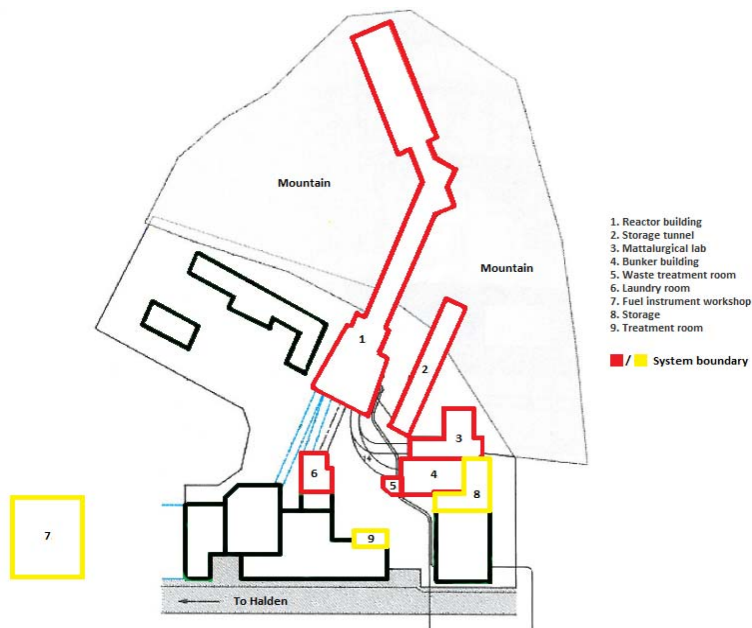 Mountain
Mountain
1. Reactor building
2. Storage tunnel
3. Mattalurgical lab
4. Bunker building
5. Waste treatment room
6. Laundry room
7. Fuel instrument workshop
8. Storage
9. Treatment room
/ System boundary
1
2
3
4
5
6
8
7
9
To Halden